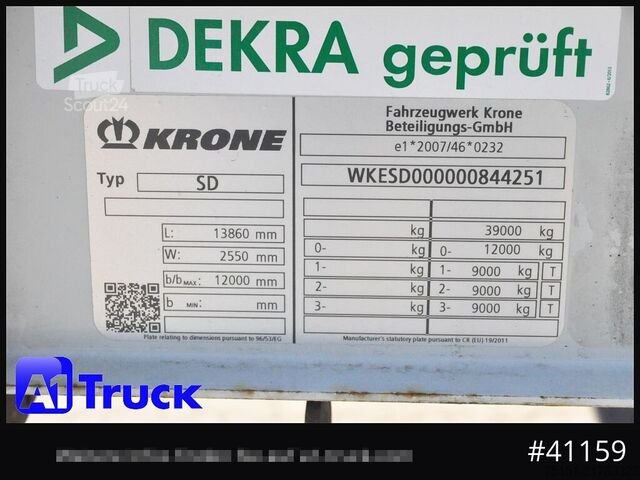 DEKRA geprüft
Truck
Scout24
KRONE
Typ SD
L: 13860 mm
W: 2550 mm
b/b MAX: 12000 mm
b MIN: mm
Plate relating to dimensions pursuant to 96/53/EG
Fahrzeugwerk Krone
Beteiligungs-GmbH
e1*2007/46*0232
WKESD000000844251
kg 39000 kg
0- kg 0- 12000 kg
1- kg 1- 9000 kg T
2- kg 2- 9000 kg T
3- kg 3- 9000 kg T
Manufacturer's statutory plate pursuant to CR (EU) 19/2011
A1 Truck
#41159